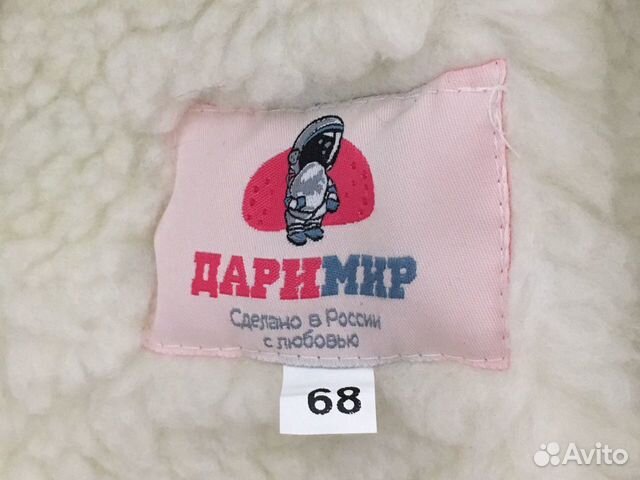 ДАРИМИР
Сделано в России
с любовью
68
Avito